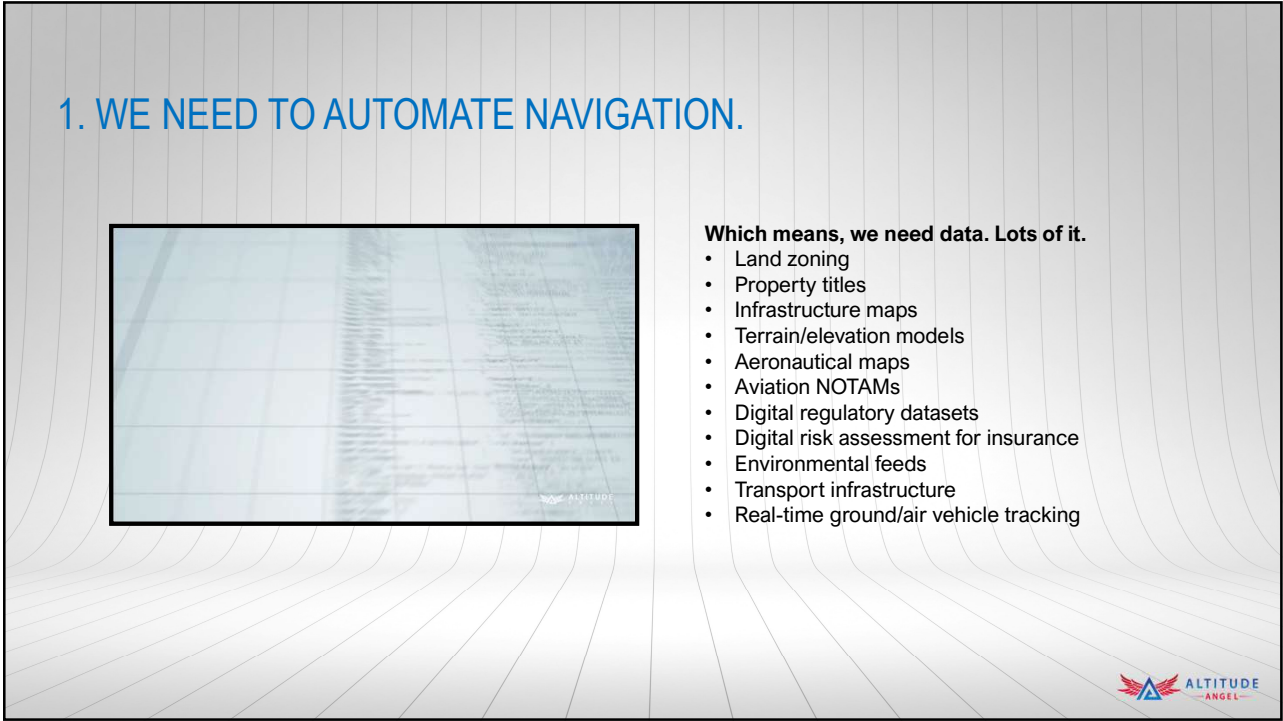 1. WE NEED TO AUTOMATE NAVIGATION.
Which means, we need data. Lots of it.
• Land zoning
• Property titles
• Infrastructure maps
• Terrain/elevation models
• Aeronautical maps
• Aviation NOTAMs
• Digital regulatory datasets
• Digital risk assessment for insurance
• Environmental feeds
• Transport infrastructure
• Real-time ground/air vehicle tracking
ALTITUDE
ALTITUDE
ANGEL